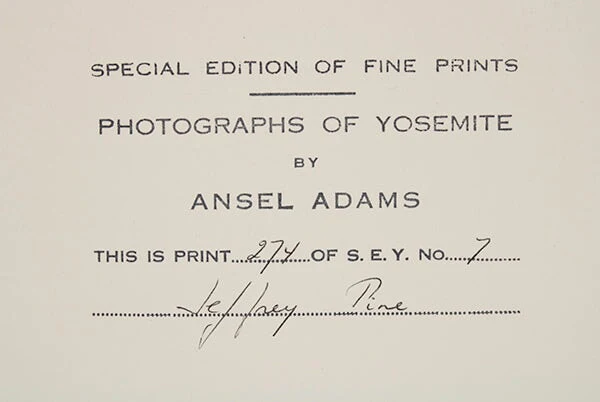 SPECIAL EDITION OF FINE PRINTS
PHOTOGRAPHS OF YOSEMITE
BY
ANSEL ADAMS
THIS IS PRINT....274....OF S. E. Y. No.....7.......
Jeffrey Pine